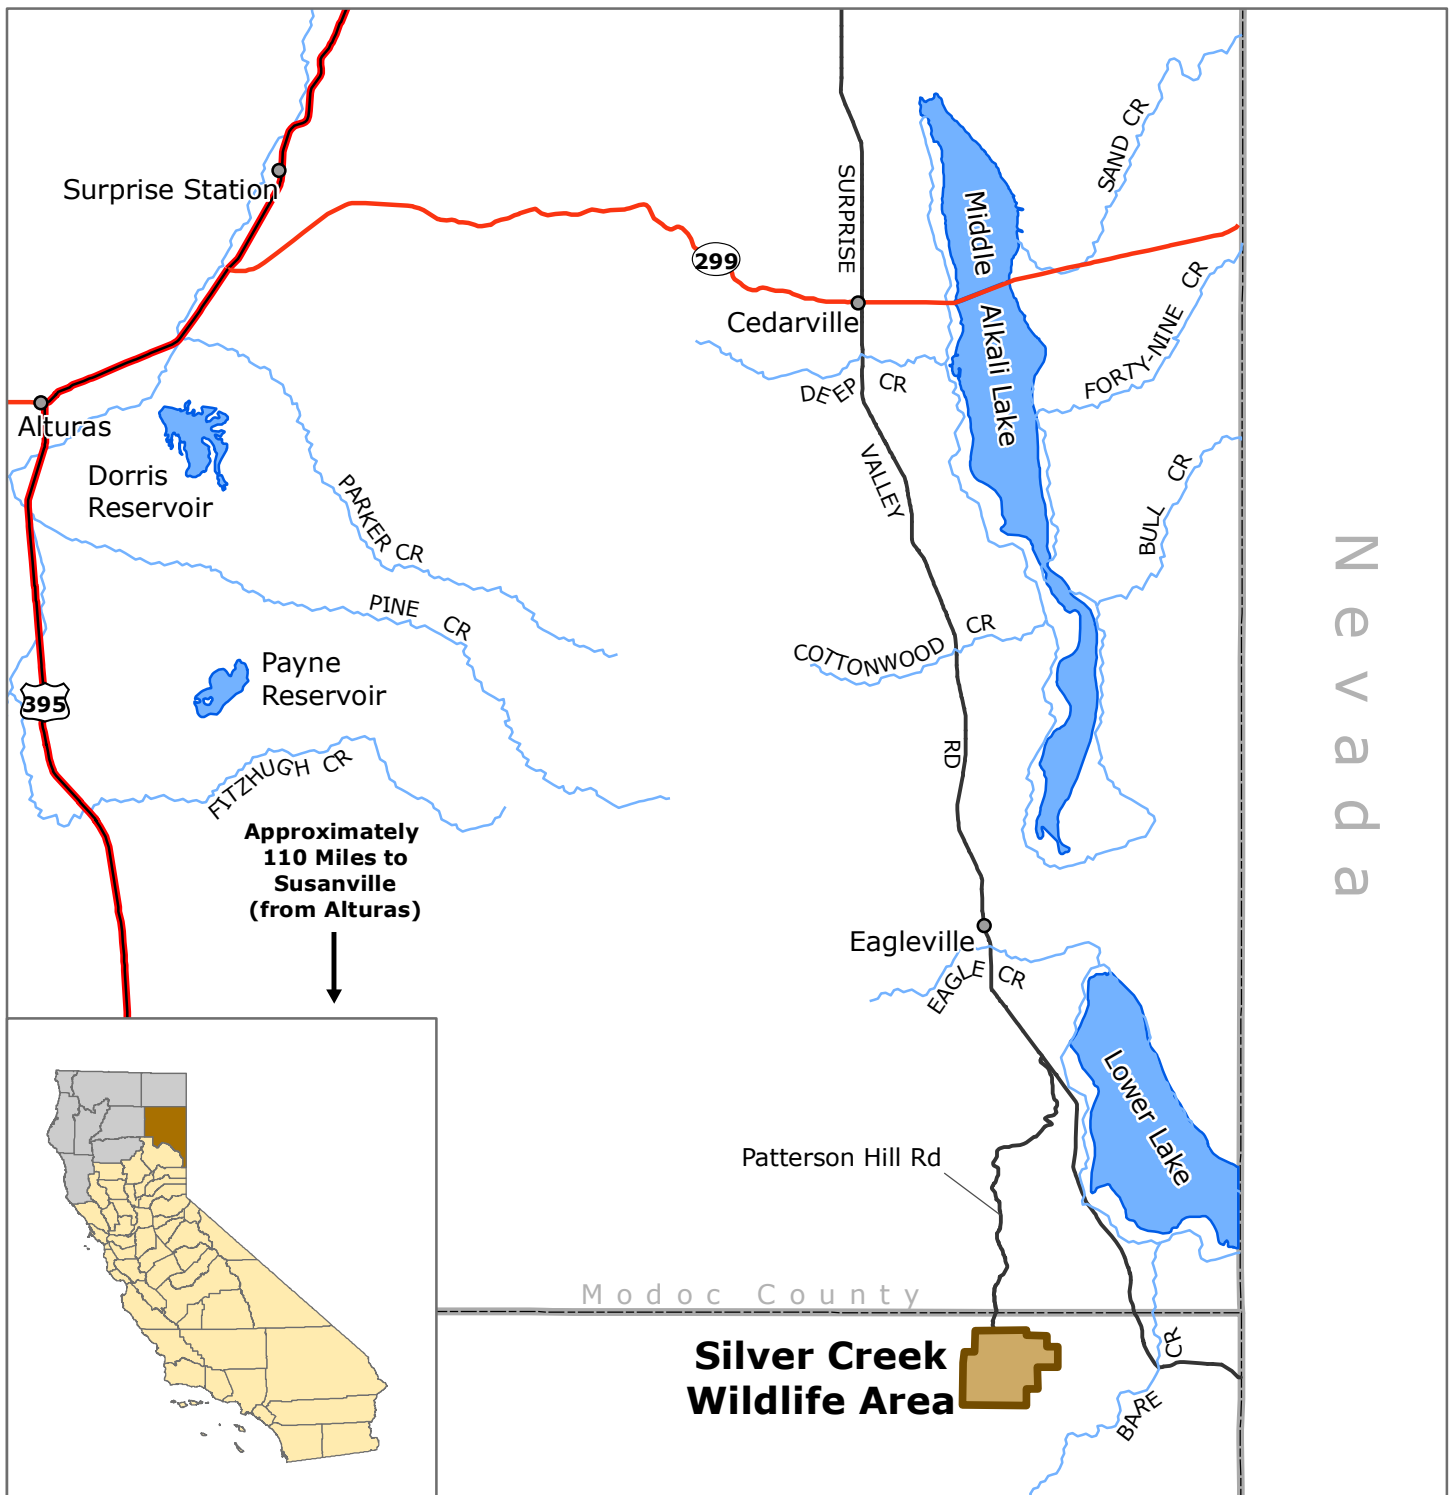 SAND CR
Surprise Station
SURPRISE
Middle
Alkali Lake
299
FORTY-NINE CR
Cedarville
DEEP CR
Alturas
Dorris
Reservoir
VALLEY
PARKER CR
BULL CR
Nevada
PINE CR
COTTONWOOD CR
Payne
Reservoir
395
RD
FITZHUGH CR
Approximately
110 Miles to
Susanville
(from Alturas)
Eagleville
EAGLE CR
Lower Lake
Patterson Hill Rd
Modoc County
Silver Creek
Wildlife Area
BARE CR